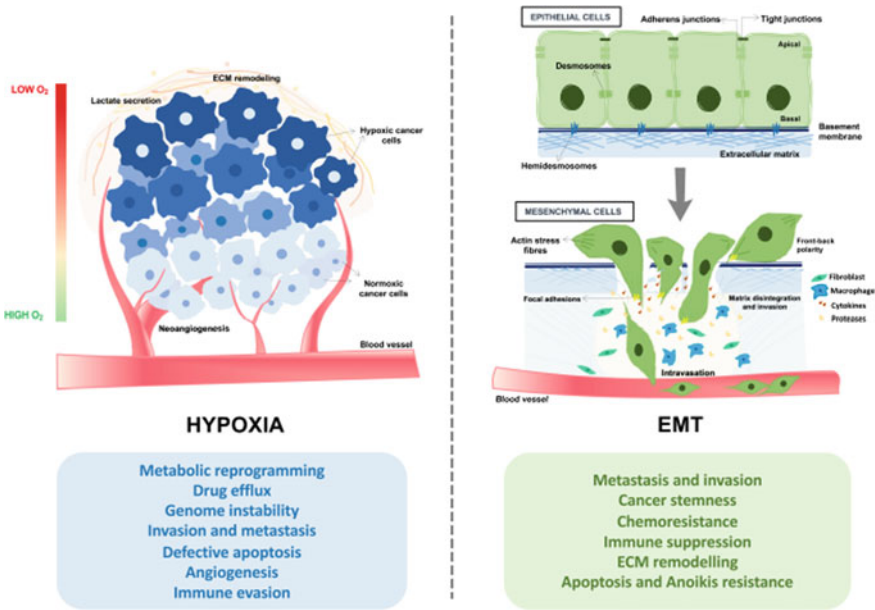 LOW O2
HIGH O2
ECM remodeling
Lactate secretion
Hypoxic cancer
cells
Normoxic
cancer cells
Neoangiogenesis
Blood vessel
HYPOXIA
Metabolic reprogramming
Drug efflux
Genome instability
Invasion and metastasis
Defective apoptosis
Angiogenesis
Immune evasion
EPITHELIAL CELLS
Adherens junctions
Tight junctions
Apical
Desmosomes
Basal
Basement
membrane
Hemidesmosomes
Extracellular matrix
MESENCHYMAL CELLS
Actin stress
fibres
Front-back
polarity
Focal adhesions
Matrix disintegration
and invasion
Fibroblast
Macrophage
Cytokines
Proteases
Intravasation
Blood vessel
EMT
Metastasis and invasion
Cancer stemness
Chemoresistance
Immune suppression
ECM remodelling
Apoptosis and Anoikis resistance